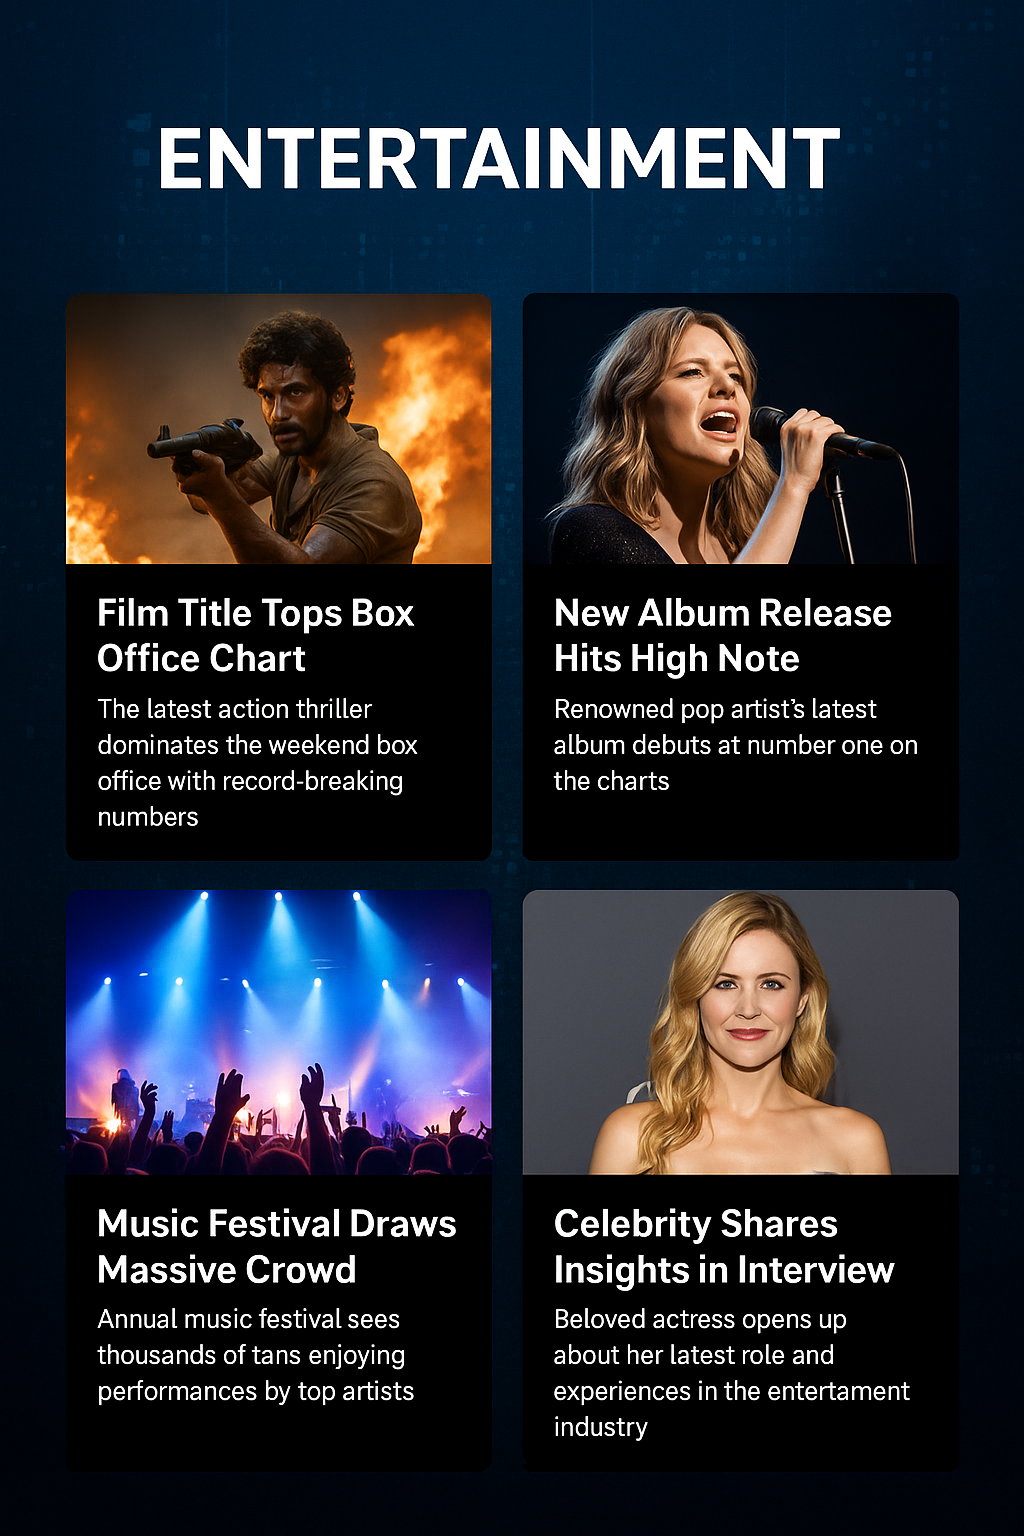 ENTERTAINMENT
Film Title Tops Box
Office Chart
The latest action thriller
dominates the weekend box
office with record-breaking
numbers
New Album Release
Hits High Note
Renowned pop artist’s latest
album debuts at number one on
the charts
Music Festival Draws
Massive Crowd
Annual music festival sees
thousands of tans enjoying
performances by top artists
Celebrity Shares
Insights in Interview
Beloved actress opens up
about her latest role and
experiences in the entertament
industry